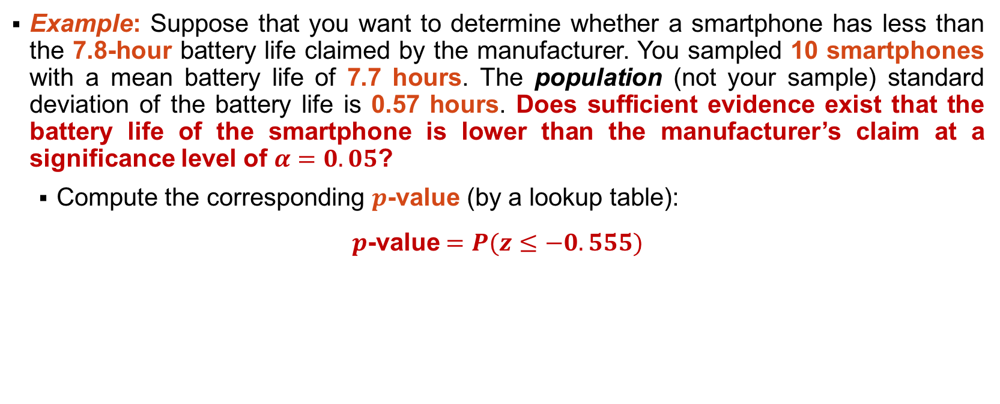 ▪ Example: Suppose that you want to determine whether a smartphone has less than
the 7.8-hour battery life claimed by the manufacturer. You sampled 10 smartphones
with a mean battery life of 7.7 hours. The population (not your sample) standard
deviation of the battery life is 0.57 hours. Does sufficient evidence exist that the
battery life of the smartphone is lower than the manufacturer’s claim at a
significance level of 𝜶 = 𝟎. 𝟎𝟓?
▪ Compute the corresponding 𝒑-value (by a lookup table):
𝒑-value = 𝑷(𝒛 ≤ −𝟎. 𝟓𝟓𝟓)